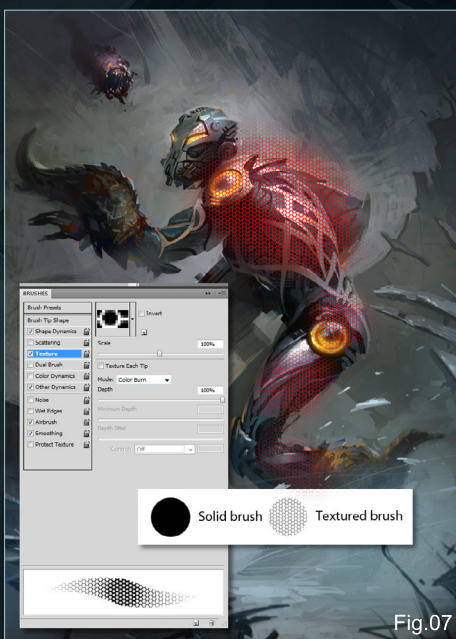 BRUSHES
Brush Presets
Brush Tip Shape
Shape Dynamics
Scattering
Texture
Dual Brush
Color Dynamics
Other Dynamics
Noise
Wet Edges
Airbrush
Smoothing
Protect Texture
Invert
Scale 100%
Texture Each Tip
Mode: Color Burn
Depth 100%
Minimum Depth
Depth Jitter
Control: Off
Solid brush Textured brush
Fig.07